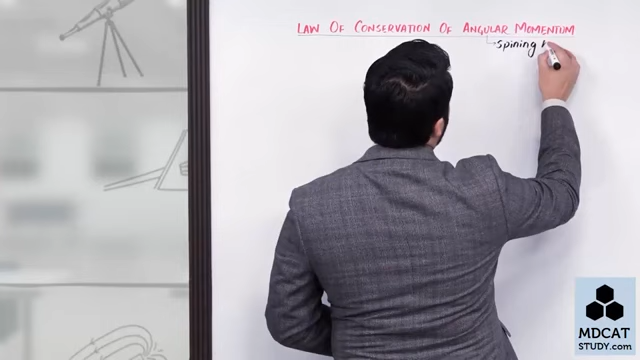 LAW OF CONSERVATION OF ANGULAR MOMENTUM
spining
MDCAT
STUDY.com